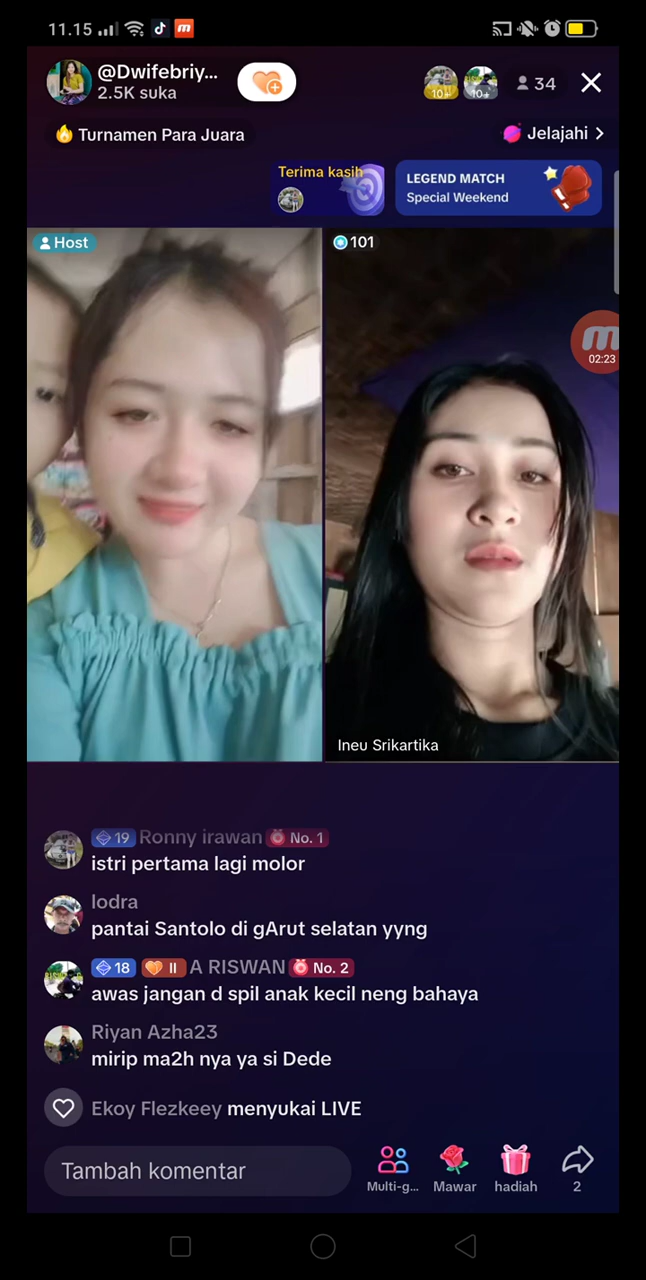 11.15
@Dwifebriy...
2.5K suka
10+
10+
34
Turnamen Para Juara
Jelajahi
Terima kasih
LEGEND MATCH
Special Weekend
Host
101
02:23
Ineu Srikartika
19 Ronny irawan No. 1
istri pertama lagi molor
lodra
pantai Santolo di gArut selatan yyng
18 II A RISWAN No. 2
awas jangan d spil anak kecil neng bahaya
Riyan Azha23
mirip ma2h nya ya si Dede
Ekoy Flezkeey menyukai LIVE
Tambah komentar
Multi-g...
Mawar
hadiah
2